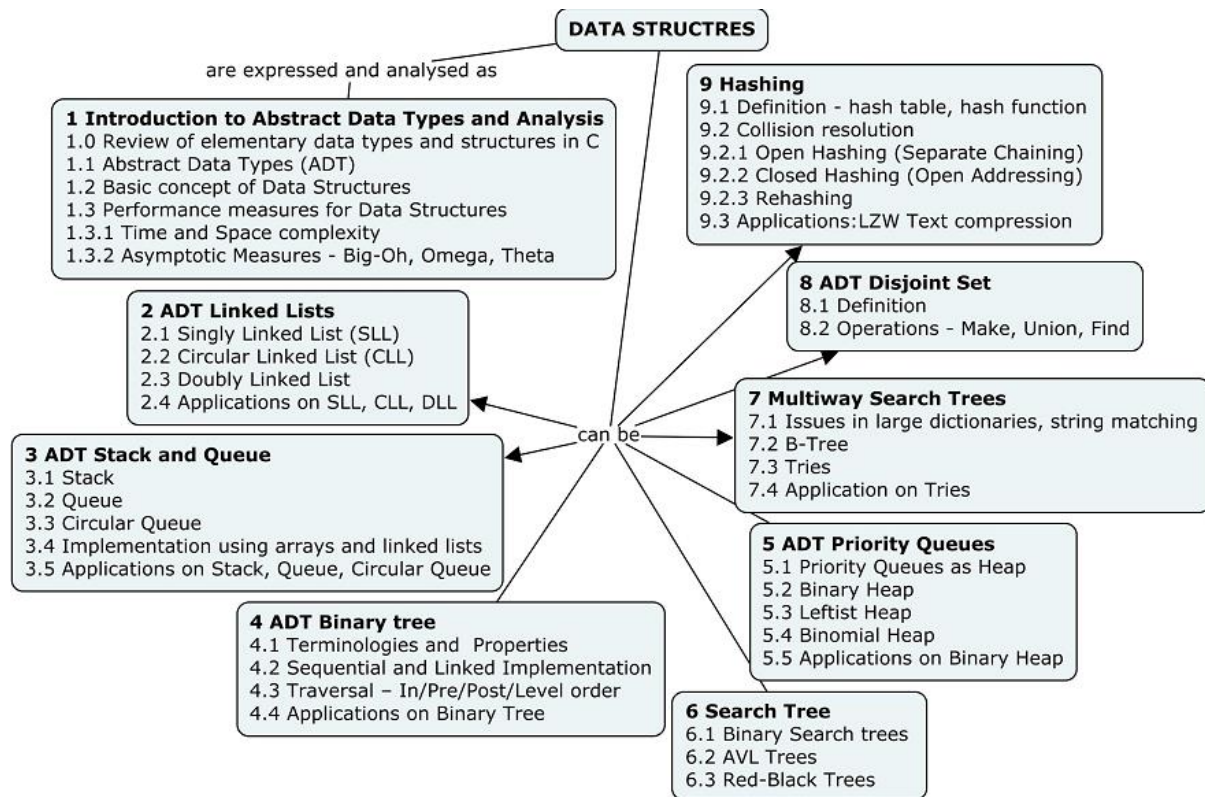 DATA STRUCTRES
are expressed and analysed as
1 Introduction to Abstract Data Types and Analysis
1.0 Review of elementary data types and structures in C
1.1 Abstract Data Types (ADT)
1.2 Basic concept of Data Structures
1.3 Performance measures for Data Structures
1.3.1 Time and Space complexity
1.3.2 Asymptotic Measures - Big-Oh, Omega, Theta
can be
2 ADT Linked Lists
2.1 Singly Linked List (SLL)
2.2 Circular Linked List (CLL)
2.3 Doubly Linked List
2.4 Applications on SLL, CLL, DLL
3 ADT Stack and Queue
3.1 Stack
3.2 Queue
3.3 Circular Queue
3.4 Implementation using arrays and linked lists
3.5 Applications on Stack, Queue, Circular Queue
4 ADT Binary tree
4.1 Terminologies and Properties
4.2 Sequential and Linked Implementation
4.3 Traversal – In/Pre/Post/Level order
4.4 Applications on Binary Tree
5 ADT Priority Queues
5.1 Priority Queues as Heap
5.2 Binary Heap
5.3 Leftist Heap
5.4 Binomial Heap
5.5 Applications on Binary Heap
6 Search Tree
6.1 Binary Search trees
6.2 AVL Trees
6.3 Red-Black Trees
7 Multiway Search Trees
7.1 Issues in large dictionaries, string matching
7.2 B-Tree
7.3 Tries
7.4 Application on Tries
8 ADT Disjoint Set
8.1 Definition
8.2 Operations - Make, Union, Find
9 Hashing
9.1 Definition - hash table, hash function
9.2 Collision resolution
9.2.1 Open Hashing (Separate Chaining)
9.2.2 Closed Hashing (Open Addressing)
9.2.3 Rehashing
9.3 Applications:LZW Text compression